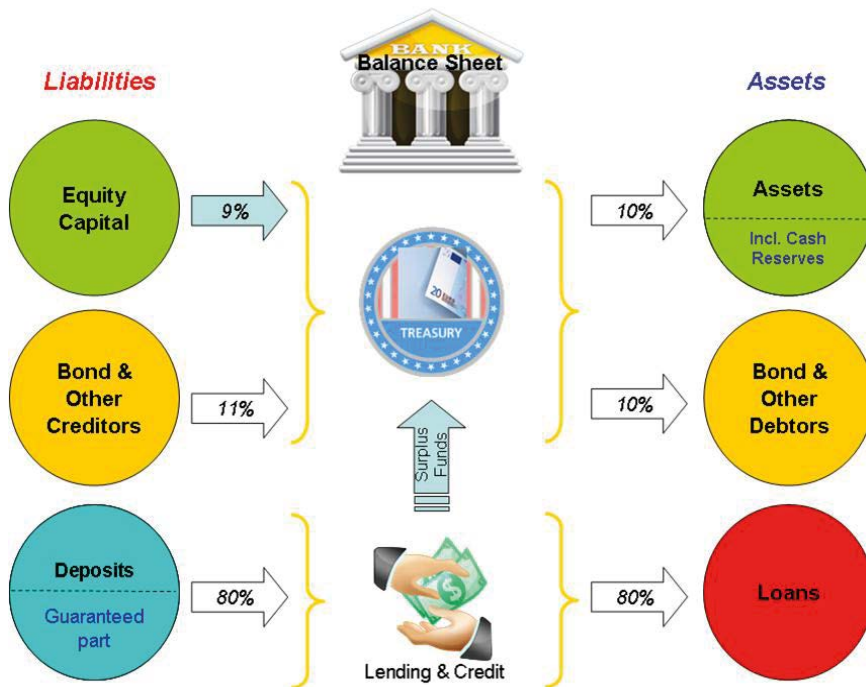 BANK
Balance Sheet
Liabilities
Assets
Equity
Capital
9%
10%
Assets
Incl. Cash
Reserves
20
TREASURY
Bond &
Other
Creditors
11%
10%
Bond &
Other
Debtors
Surplus
Funds
Deposits
Guaranteed
part
80%
80%
Loans
$
Lending & Credit